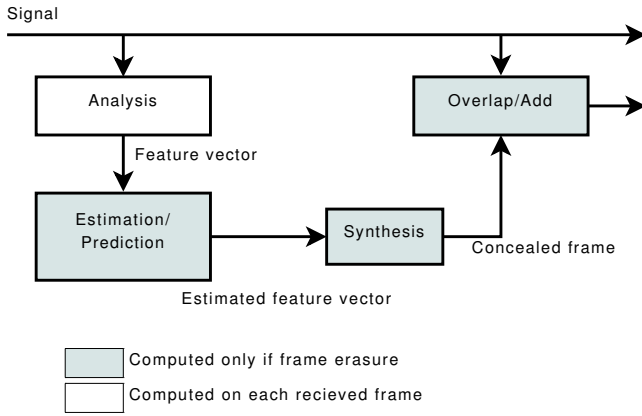 Signal
Analysis
Overlap/Add
Feature vector
Estimation/
Prediction
Synthesis
Concealed frame
Estimated feature vector
Computed only if frame erasure
Computed on each recieved frame